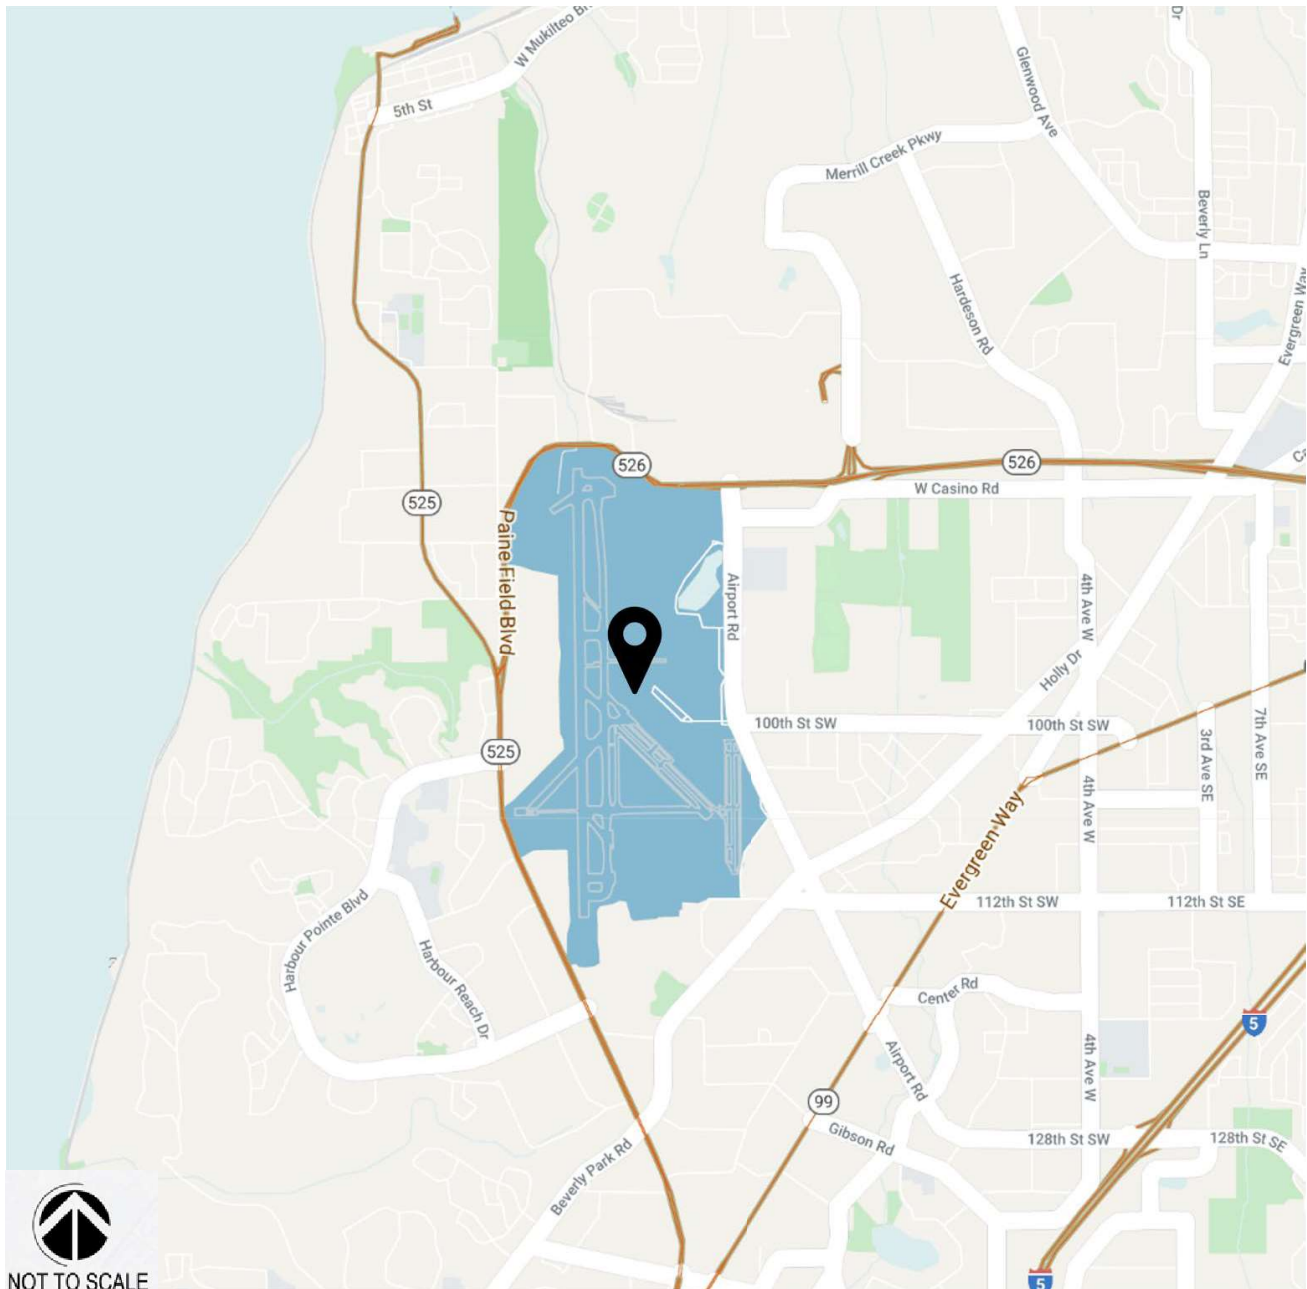 W Mukilteo Bl
5th St
Glenwood Ave
Dr
Merrill Creek Pkwy
Beverly Ln
Hardeson Rd
Evergreen Way
526
526
W Casino Rd
Ca
525
Paine Field Blvd
Airport Rd
4th Ave W
Holly Dr
100th St SW
100th St SW
7th Ave SE
3rd Ave SE
525
4th Ave W
Evergreen Way
112th St SW
112th St SE
Harbour Pointe Blvd
Harbour Reach Dr
Center Rd
5
4th Ave W
Airport Rd
99
Gibson Rd
128th St SW
128th St SE
Beverly Park Rd
5
NOT TO SCALE